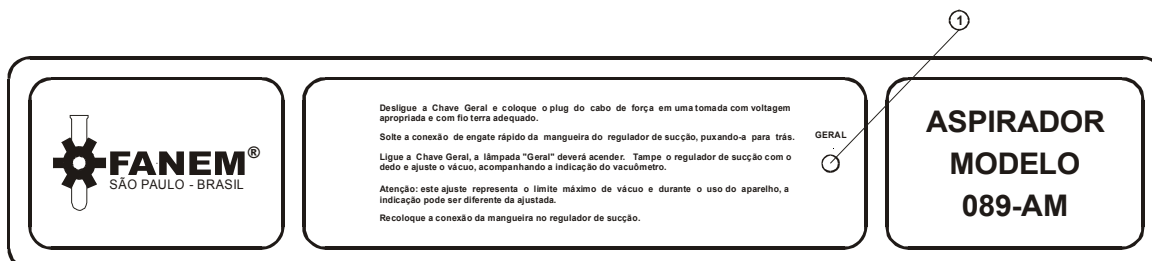 1
FANEM®
SÃO PAULO - BRASIL
Desligue a Chave Geral e coloque o plug do cabo de força em uma tomada com voltagem
apropriada e com fio terra adequado.
Solte a conexão de engate rápido da mangueira do regulador de sucção, puxando-a para trás.
Ligue a Chave Geral, a lâmpada "Geral" deverá acender. Tampe o regulador de sucção com o
dedo e ajuste o vácuo, acompanhando a indicação do vacuômetro.
Atenção: este ajuste representa o limite máximo de vácuo e durante o uso do aparelho, a
indicação pode ser diferente da ajustada.
Recoloque a conexão da mangueira no regulador de sucção.
GERAL
ASPIRADOR
MODELO
089-AM